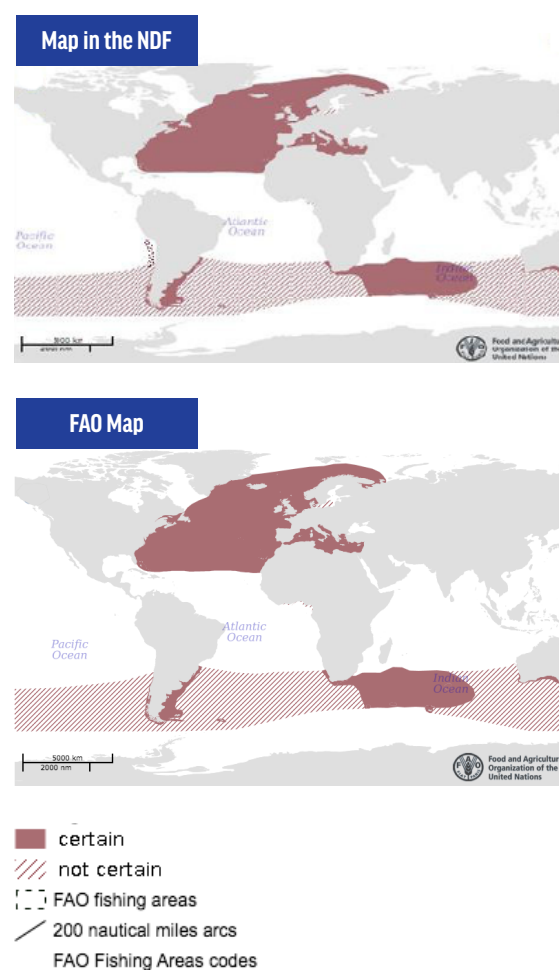 Map in the NDF
Atlantic
Ocean
Pacific
Ocean
Indian
Ocean
Food and Agricultu
Organization of the
United Nations
FAO Map
Atlantic
Ocean
Pacific
Ocean
Indian
Ocean
5000 km
2000 nm
Food and Agricultu
Organization of the
United Nations
certain
not certain
FAO fishing areas
200 nautical miles arcs
FAO Fishing Areas codes